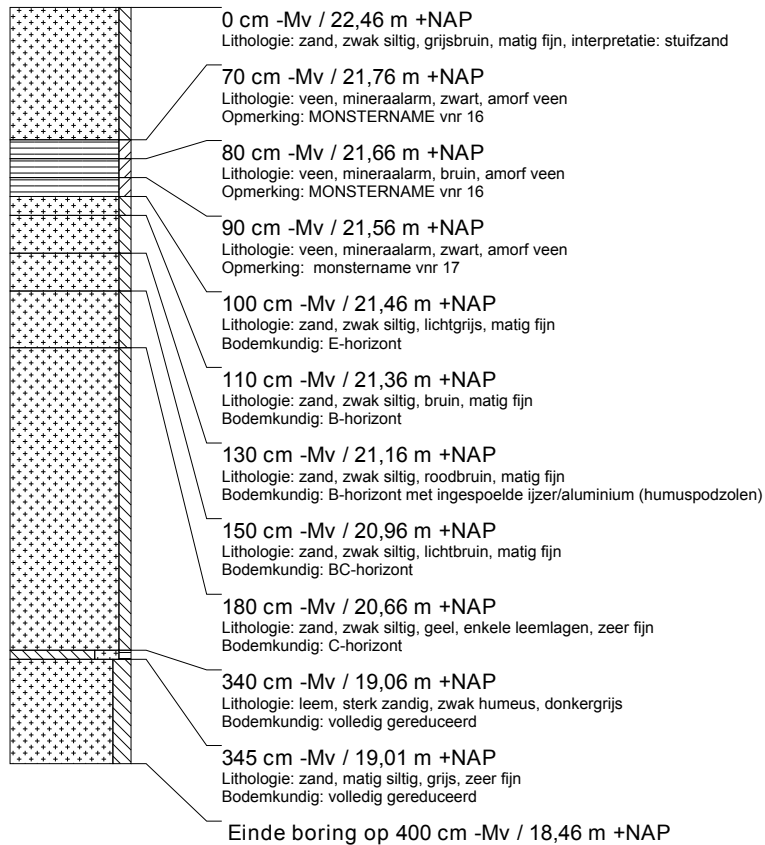 0 cm -Mv / 22,46 m +NAP
Lithologie: zand, zwak siltig, grijsbruin, matig fijn, interpretatie: stuifzand
70 cm -Mv / 21,76 m +NAP
Lithologie: veen, mineraalarm, zwart, amorf veen
Opmerking: MONSTERNAME vnr 16
80 cm -Mv / 21,66 m +NAP
Lithologie: veen, mineraalarm, bruin, amorf veen
Opmerking: MONSTERNAME vnr 16
90 cm -Mv / 21,56 m +NAP
Lithologie: veen, mineraalarm, zwart, amorf veen
Opmerking: monstername vnr 17
100 cm -Mv / 21,46 m +NAP
Lithologie: zand, zwak siltig, lichtgrijs, matig fijn
Bodemkundig: E-horizont
110 cm -Mv / 21,36 m +NAP
Lithologie: zand, zwak siltig, bruin, matig fijn
Bodemkundig: B-horizont
130 cm -Mv / 21,16 m +NAP
Lithologie: zand, zwak siltig, roodbruin, matig fijn
Bodemkundig: B-horizont met ingespoelde ijzer/aluminium (humuspodzolen)
150 cm -Mv / 20,96 m +NAP
Lithologie: zand, zwak siltig, lichtbruin, matig fijn
Bodemkundig: BC-horizont
180 cm -Mv / 20,66 m +NAP
Lithologie: zand, zwak siltig, geel, enkele leemlagen, zeer fijn
Bodemkundig: C-horizont
340 cm -Mv / 19,06 m +NAP
Lithologie: leem, sterk zandig, zwak humeus, donkergrijs
Bodemkundig: volledig gereduceerd
345 cm -Mv / 19,01 m +NAP
Lithologie: zand, matig siltig, grijs, zeer fijn
Bodemkundig: volledig gereduceerd
Einde boring op 400 cm -Mv / 18,46 m +NAP